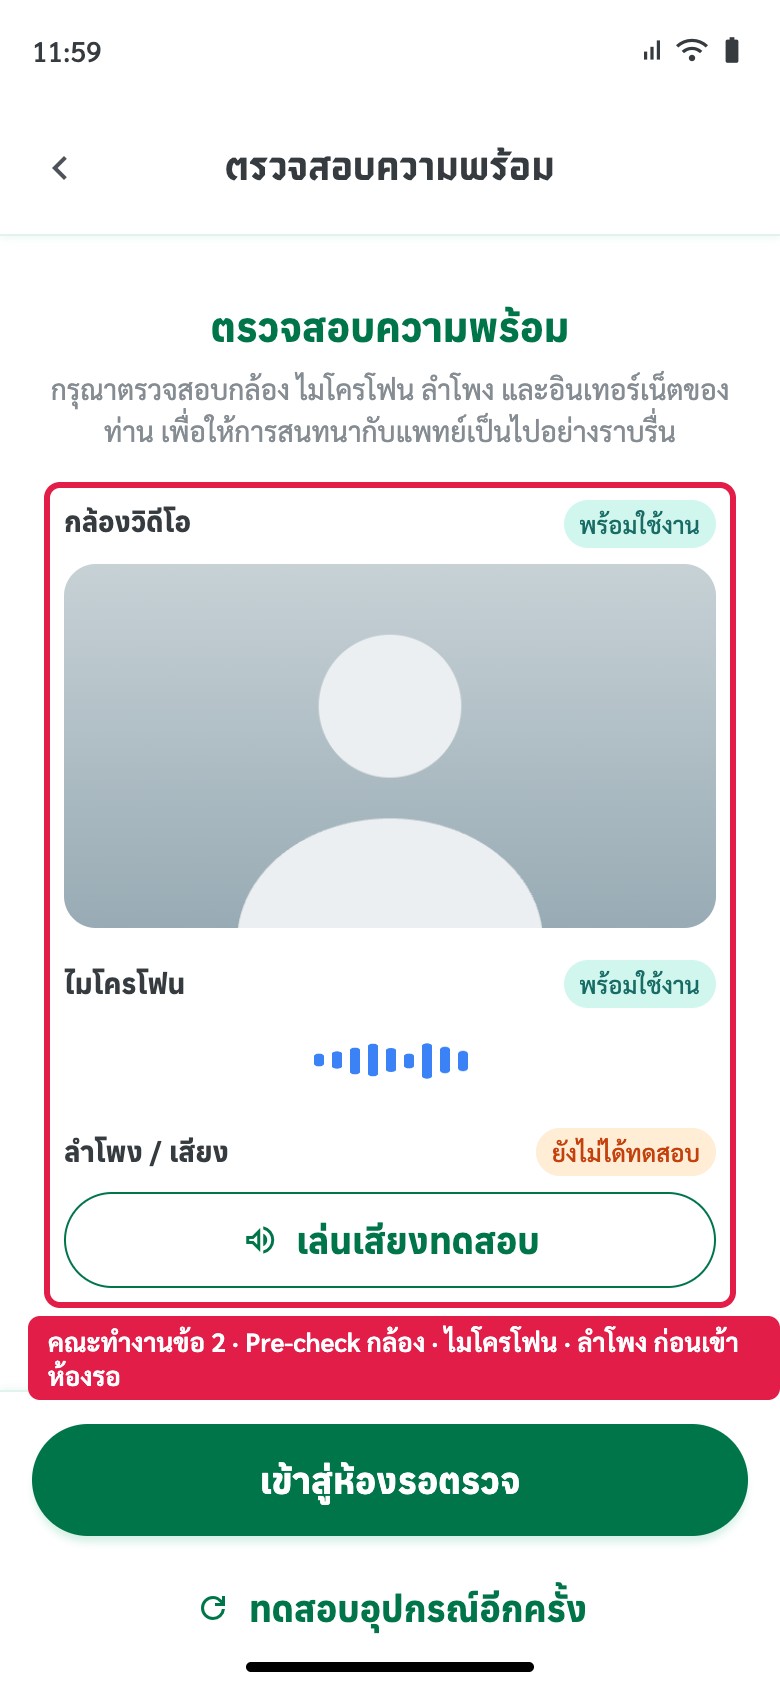 11:59
ตรวจสอบความพร้อม
ตรวจสอบความพร้อม
กรุณาตรวจสอบกล้อง ไมโครโฟน ลำโพง และอินเทอร์เน็ตของ
ท่าน เพื่อให้การสนทนากับแพทย์เป็นไปอย่างราบรื่น
กล้องวิดีโอ
พร้อมใช้งาน
ไมโครโฟน
พร้อมใช้งาน
ลำโพง / เสียง
ยังไม่ได้ทดสอบ
เล่นเสียงทดสอบ
คณะทำงานข้อ 2 · Pre-check กล้อง · ไมโครโฟน · ลำโพง ก่อนเข้า
ห้องรอ
เข้าสู่ห้องรอตรวจ
ทดสอบอุปกรณ์อีกครั้ง